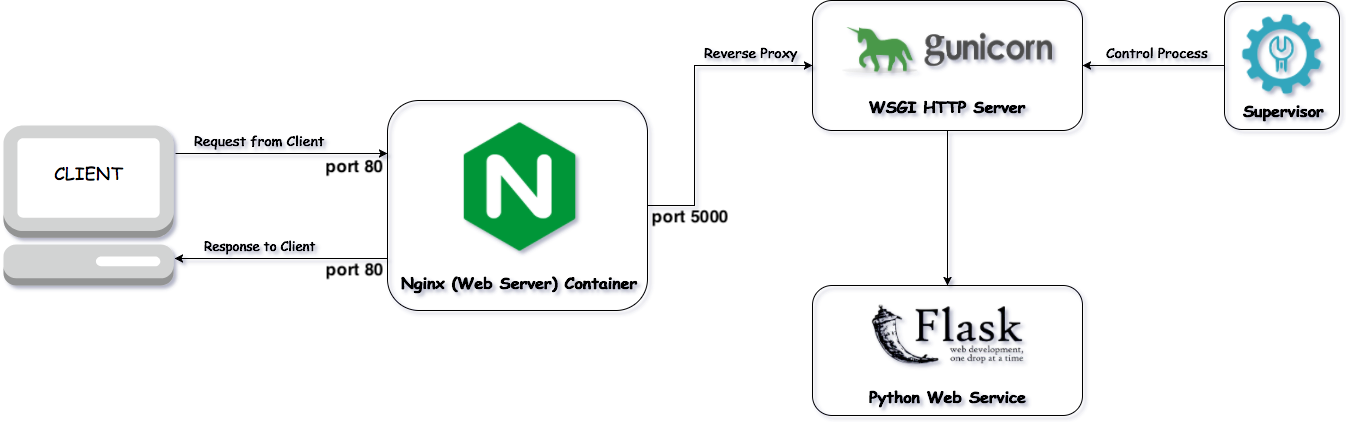 CLIENT
Request from Client
port 80
Response to Client
port 80
N
Nginx (Web Server) Container
port 5000
Reverse Proxy
gunicorn
WSGI HTTP Server
Control Process
Supervisor
Flask
web development,
one drop at a time
Python Web Service